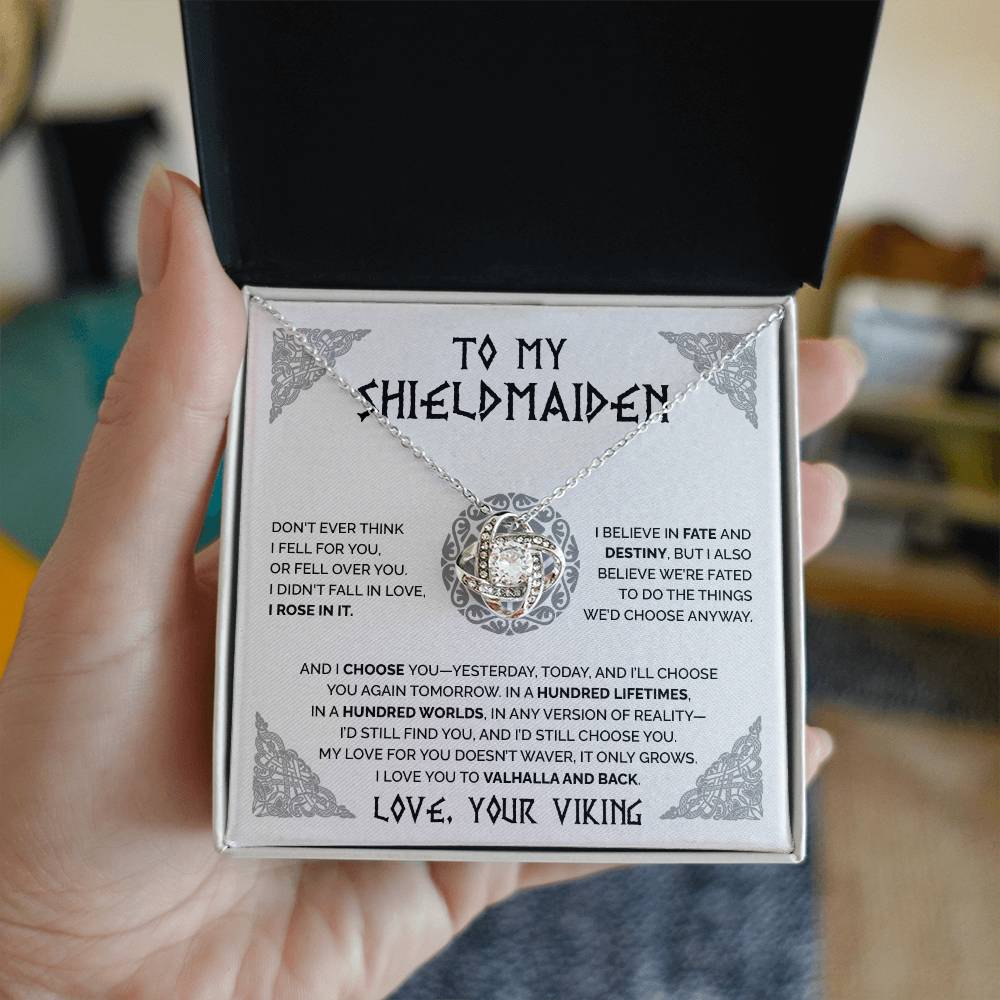 TO MY
SHIELDMAIDEN
DON'T EVER THINK
I FELL FOR YOU,
OR FELL OVER YOU.
I DIDN'T FALL IN LOVE,
I ROSE IN IT.
I BELIEVE IN FATE AND
DESTINY, BUT I ALSO
BELIEVE WE'RE FATED
TO DO THE THINGS
WE'D CHOOSE ANYWAY.
AND I CHOOSE YOU—YESTERDAY, TODAY, AND I'LL CHOOSE
YOU AGAIN TOMORROW. IN A HUNDRED LIFETIMES,
IN A HUNDRED WORLDS, IN ANY VERSION OF REALITY—
I'D STILL FIND YOU, AND I'D STILL CHOOSE YOU.
MY LOVE FOR YOU DOESN'T WAVER, IT ONLY GROWS.
I LOVE YOU TO VALHALLA AND BACK.
LOVE, YOUR VIKING